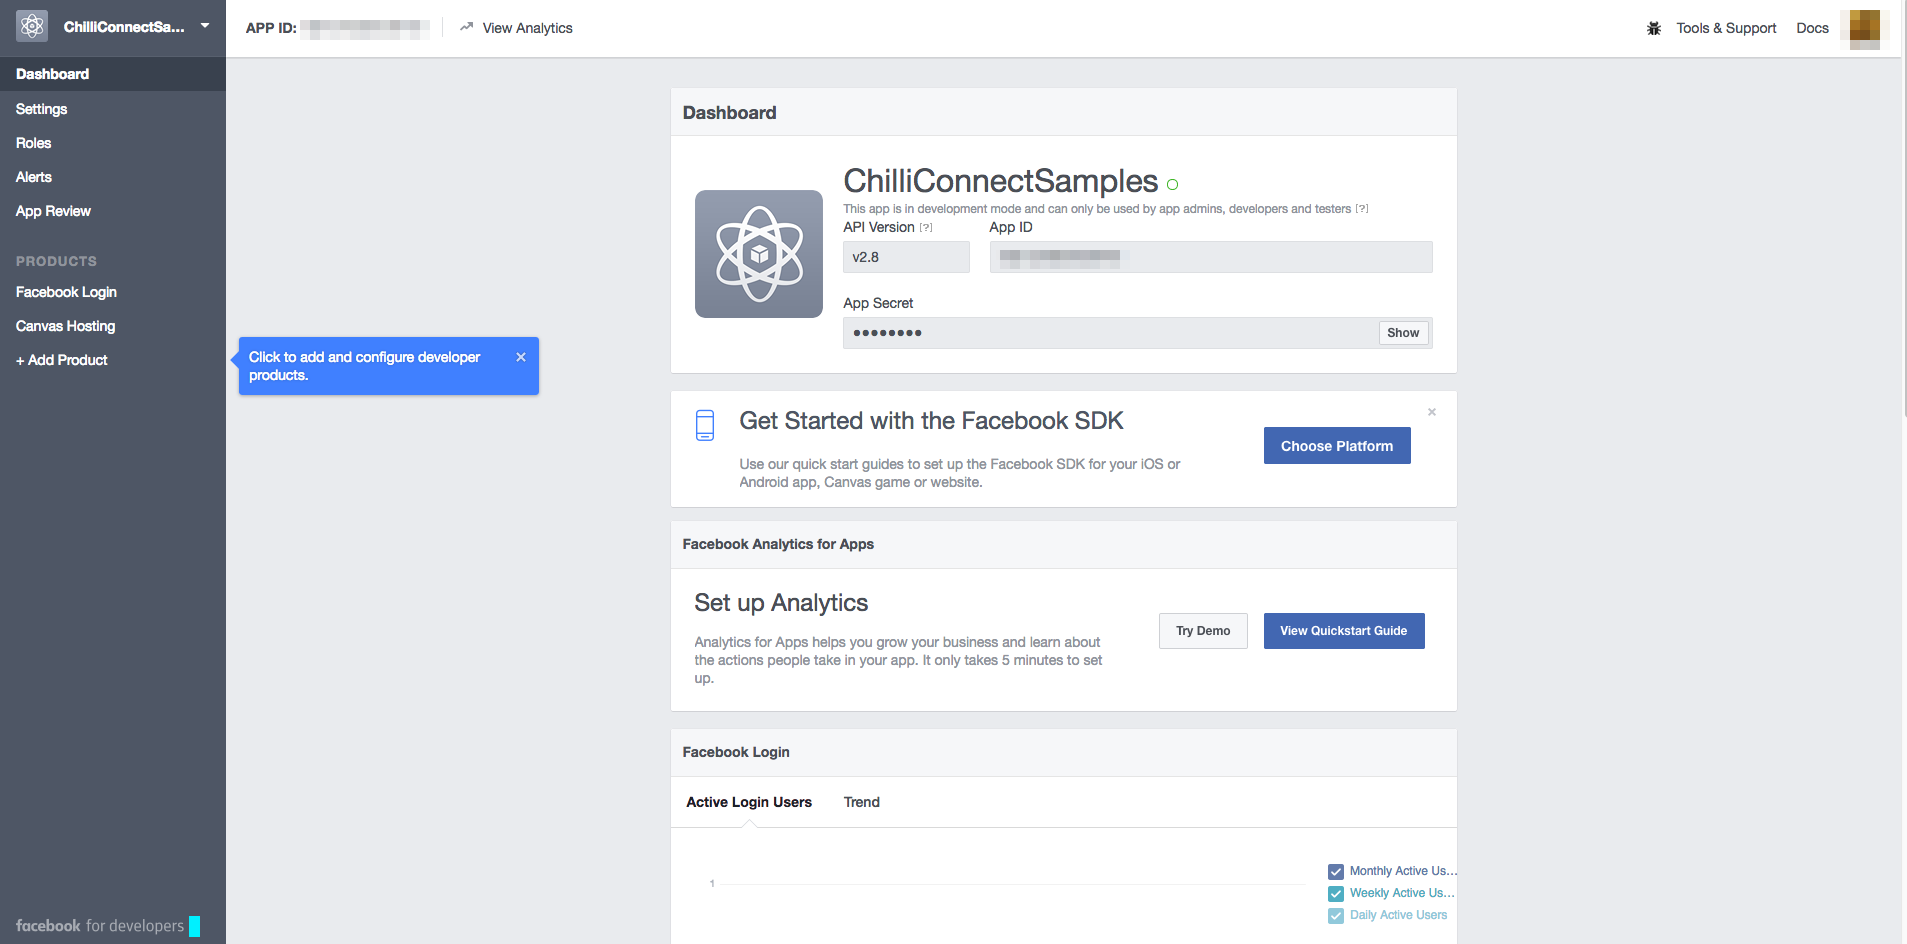 ChilliConnectSa...
APP ID:
View Analytics
Tools & Support
Docs
Dashboard
Settings
Roles
Alerts
App Review
PRODUCTS
Facebook Login
Canvas Hosting
+ Add Product
Click to add and configure developer
products.
facebook for developers
Dashboard
ChilliConnectSamples
This app is in development mode and can only be used by app admins, developers and testers [?]
API Version [?]
App ID
v2.8
App Secret
••••••••
Show
Get Started with the Facebook SDK
Use our quick start guides to set up the Facebook SDK for your iOS or
Android app, Canvas game or website.
Choose Platform
Facebook Analytics for Apps
Set up Analytics
Analytics for Apps helps you grow your business and learn about
the actions people take in your app. It only takes 5 minutes to set
up.
Try Demo
View Quickstart Guide
Facebook Login
Active Login Users
Trend
1
Monthly Active Us...
Weekly Active Us...
Daily Active Users